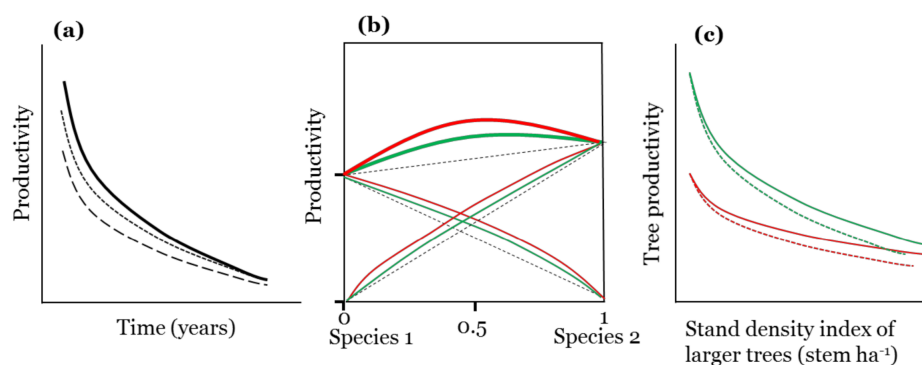 (a)
Productivity
Time (years)
(b)
Productivity
0
0.5
1
Species 1
Species 2
(c)
Tree productivity
Stand density index of
larger trees (stem ha⁻¹)